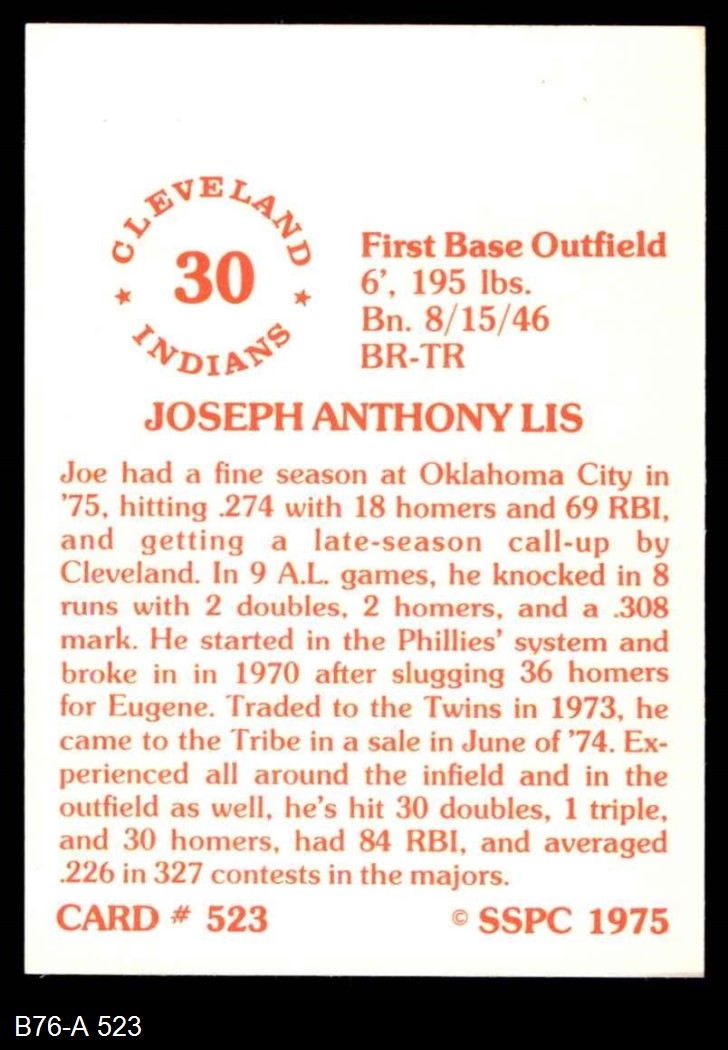 CLEVELAND
30
INDIANS
First Base Outfield
6', 195 lbs.
Bn. 8/15/46
BR-TR
JOSEPH ANTHONY LIS
Joe had a fine season at Oklahoma City in
'75, hitting .274 with 18 homers and 69 RBI,
and getting a late-season call-up by
Cleveland. In 9 A.L. games, he knocked in 8
runs with 2 doubles, 2 homers, and a .308
mark. He started in the Phillies' system and
broke in in 1970 after slugging 36 homers
for Eugene. Traded to the Twins in 1973, he
came to the Tribe in a sale in June of '74. Ex-
perienced all around the infield and in the
outfield as well, he's hit 30 doubles, 1 triple,
and 30 homers, had 84 RBI, and averaged
.226 in 327 contests in the majors.
CARD # 523
© SSPC 1975
B76-A 523